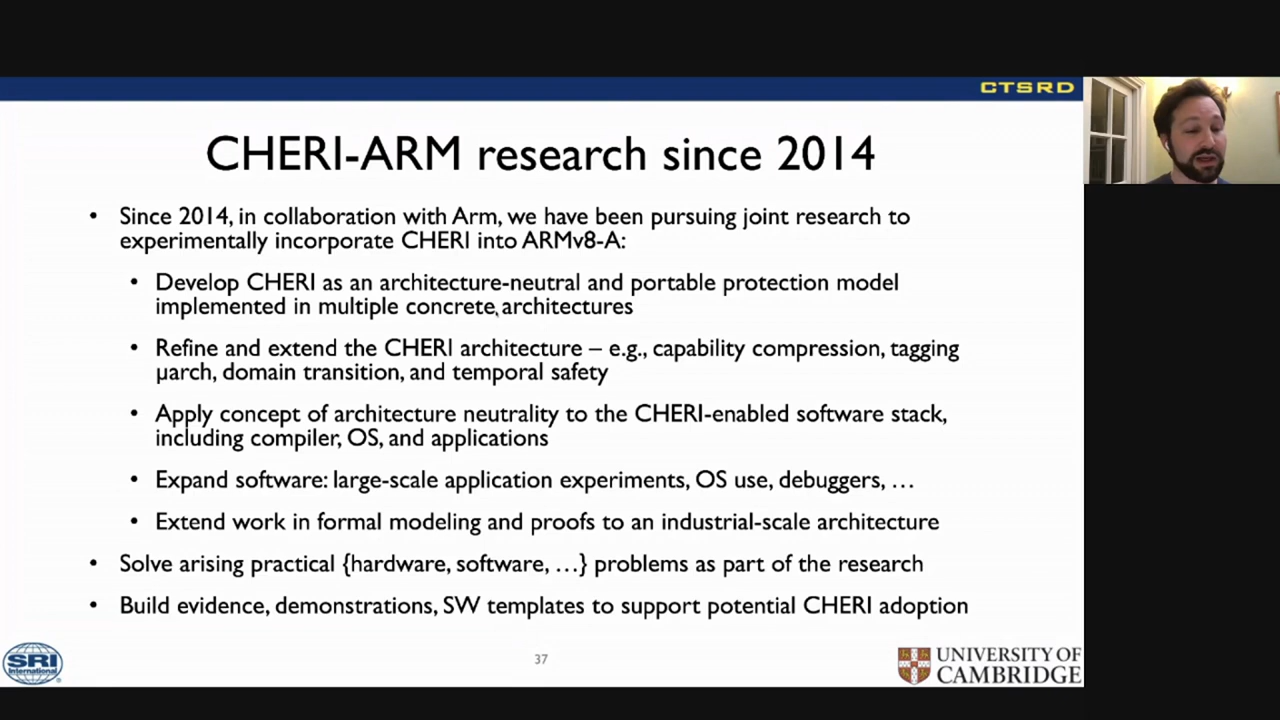 CTSRD
CHERI-ARM research since 2014
• Since 2014, in collaboration with Arm, we have been pursuing joint research to
experimentally incorporate CHERI into ARMv8-A:
• Develop CHERI as an architecture-neutral and portable protection model
implemented in multiple concrete architectures
• Refine and extend the CHERI architecture – e.g., capability compression, tagging
µarch, domain transition, and temporal safety
• Apply concept of architecture neutrality to the CHERI-enabled software stack,
including compiler, OS, and applications
• Expand software: large-scale application experiments, OS use, debuggers, …
• Extend work in formal modeling and proofs to an industrial-scale architecture
• Solve arising practical {hardware, software, …} problems as part of the research
• Build evidence, demonstrations, SW templates to support potential CHERI adoption
SRI
International
37
UNIVERSITY OF
CAMBRIDGE